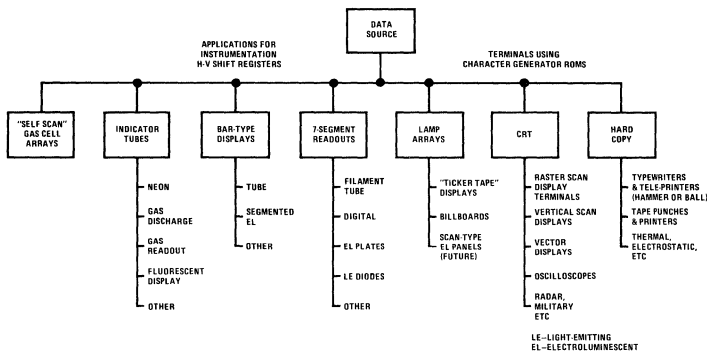 DATA
SOURCE
APPLICATIONS FOR
INSTRUMENTATION
H-V SHIFT REGISTERS
TERMINALS USING
CHARACTER GENERATOR ROMS
"SELF SCAN"
GAS CELL
ARRAYS
INDICATOR
TUBES
BAR-TYPE
DISPLAYS
7-SEGMENT
READOUTS
LAMP
ARRAYS
CRT
HARD
COPY
NEON
GAS
DISCHARGE
GAS
READOUT
FLUORESCENT
DISPLAY
OTHER
TUBE
SEGMENTED
EL
OTHER
FILAMENT
TUBE
DIGITAL
EL PLATES
LE DIODES
OTHER
"TICKER TAPE"
DISPLAYS
BILLBOARDS
SCAN-TYPE
EL PANELS
(FUTURE)
RASTER SCAN
DISPLAY
TERMINALS
VERTICAL SCAN
DISPLAYS
VECTOR
DISPLAYS
OSCILLOSCOPES
RADAR,
MILITARY
ETC
TYPEWRITERS
& TELE-PRINTERS
(HAMMER OR BALL)
TAPE PUNCHES
& PRINTERS
THERMAL,
ELECTROSTATIC,
ETC
LE–LIGHT-EMITTING
EL–ELECTROLUMINESCENT